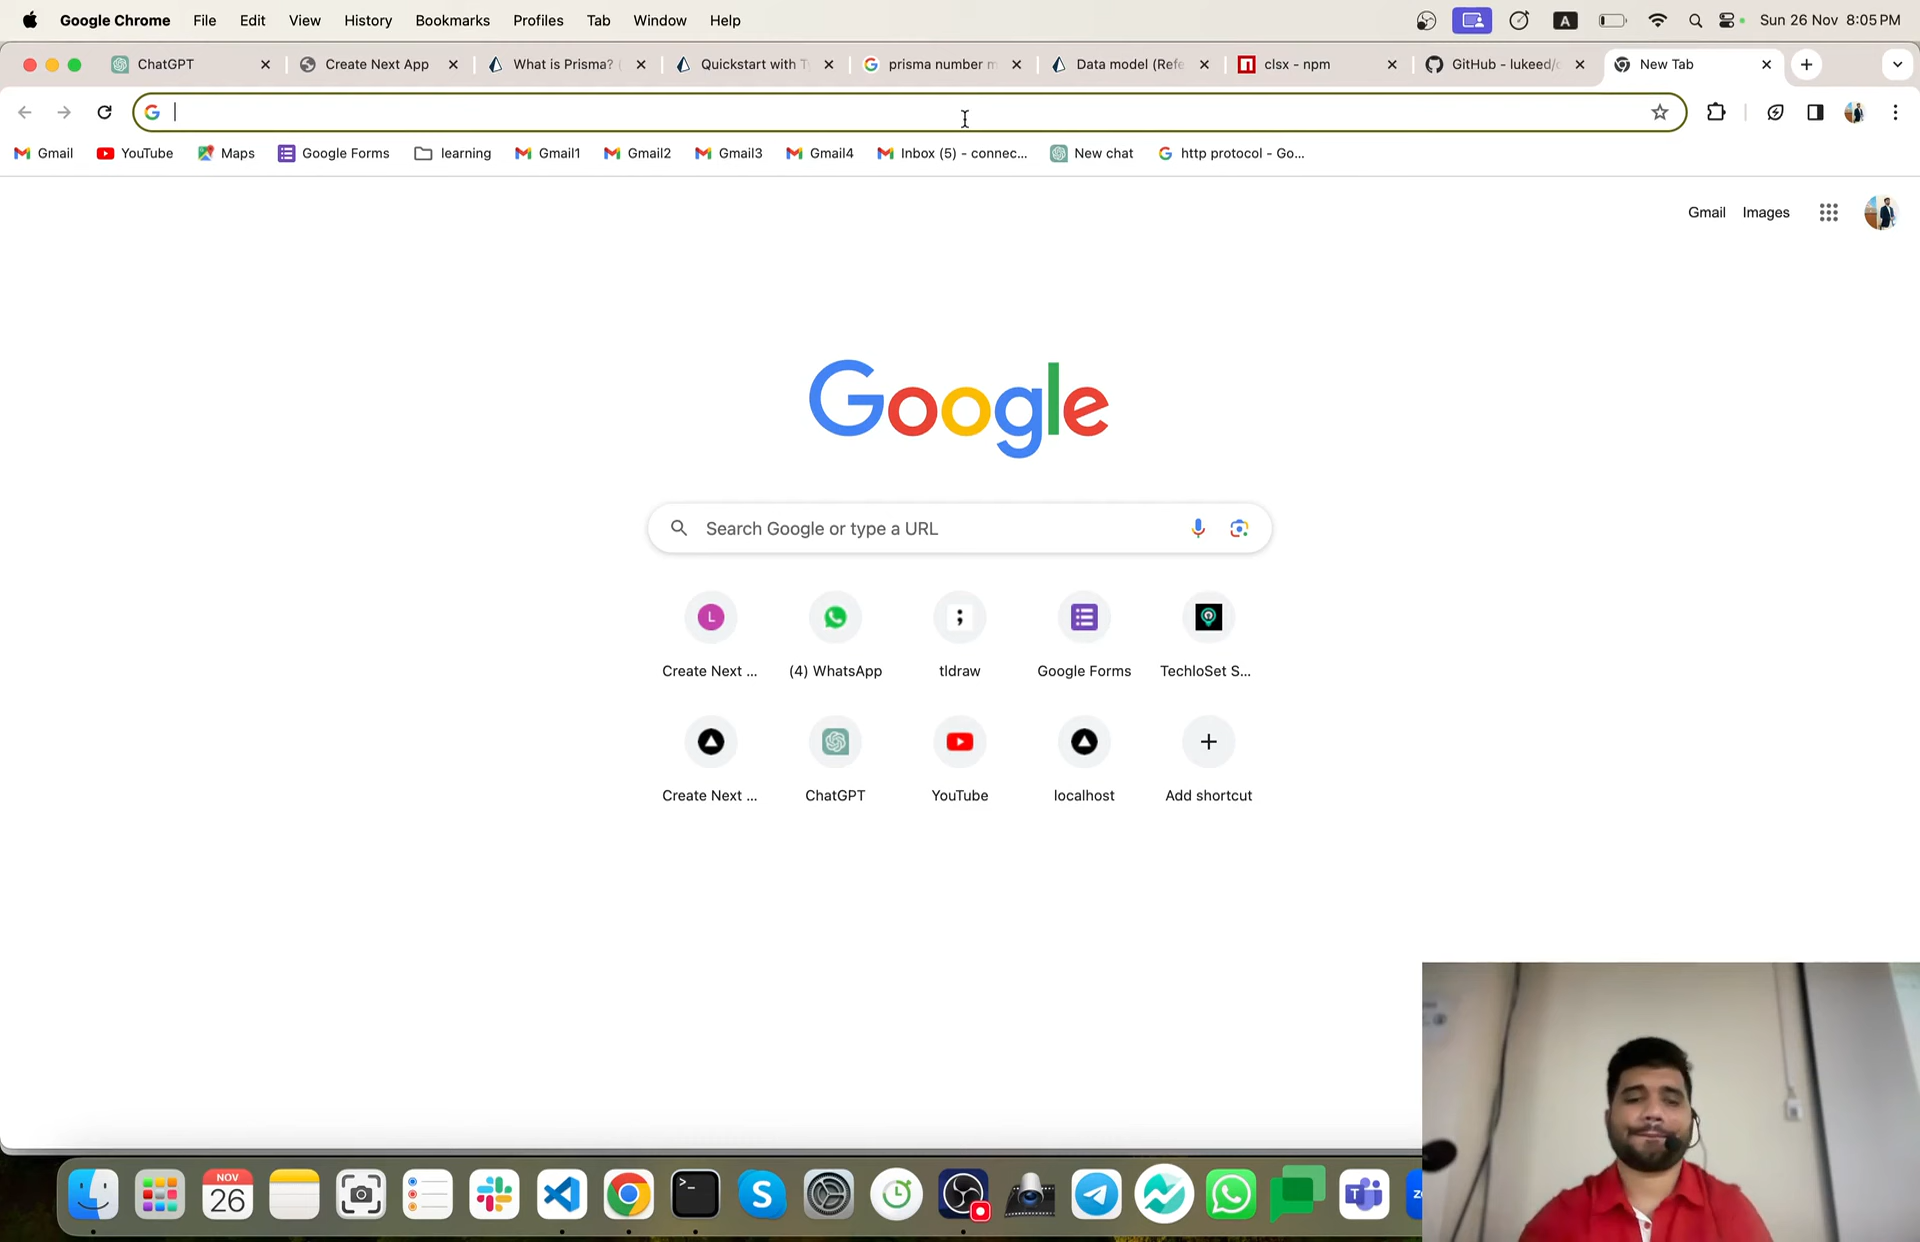 Google Chrome File Edit View History Bookmarks Profiles Tab Window Help A Sun 26 Nov 8:05 PM
ChatGPT Create Next App What is Prisma? ( Quickstart with T prisma number m Data model (Refe clsx - npm GitHub - lukeed/c New Tab
Gmail YouTube Maps Google Forms learning Gmail1 Gmail2 Gmail3 Gmail4 Inbox (5) - connec... New chat http protocol - Go...
Gmail Images
Google
Search Google or type a URL
L
Create Next ... (4) WhatsApp tldraw Google Forms TechloSet S...
Create Next ... ChatGPT YouTube localhost Add shortcut
NOV
26